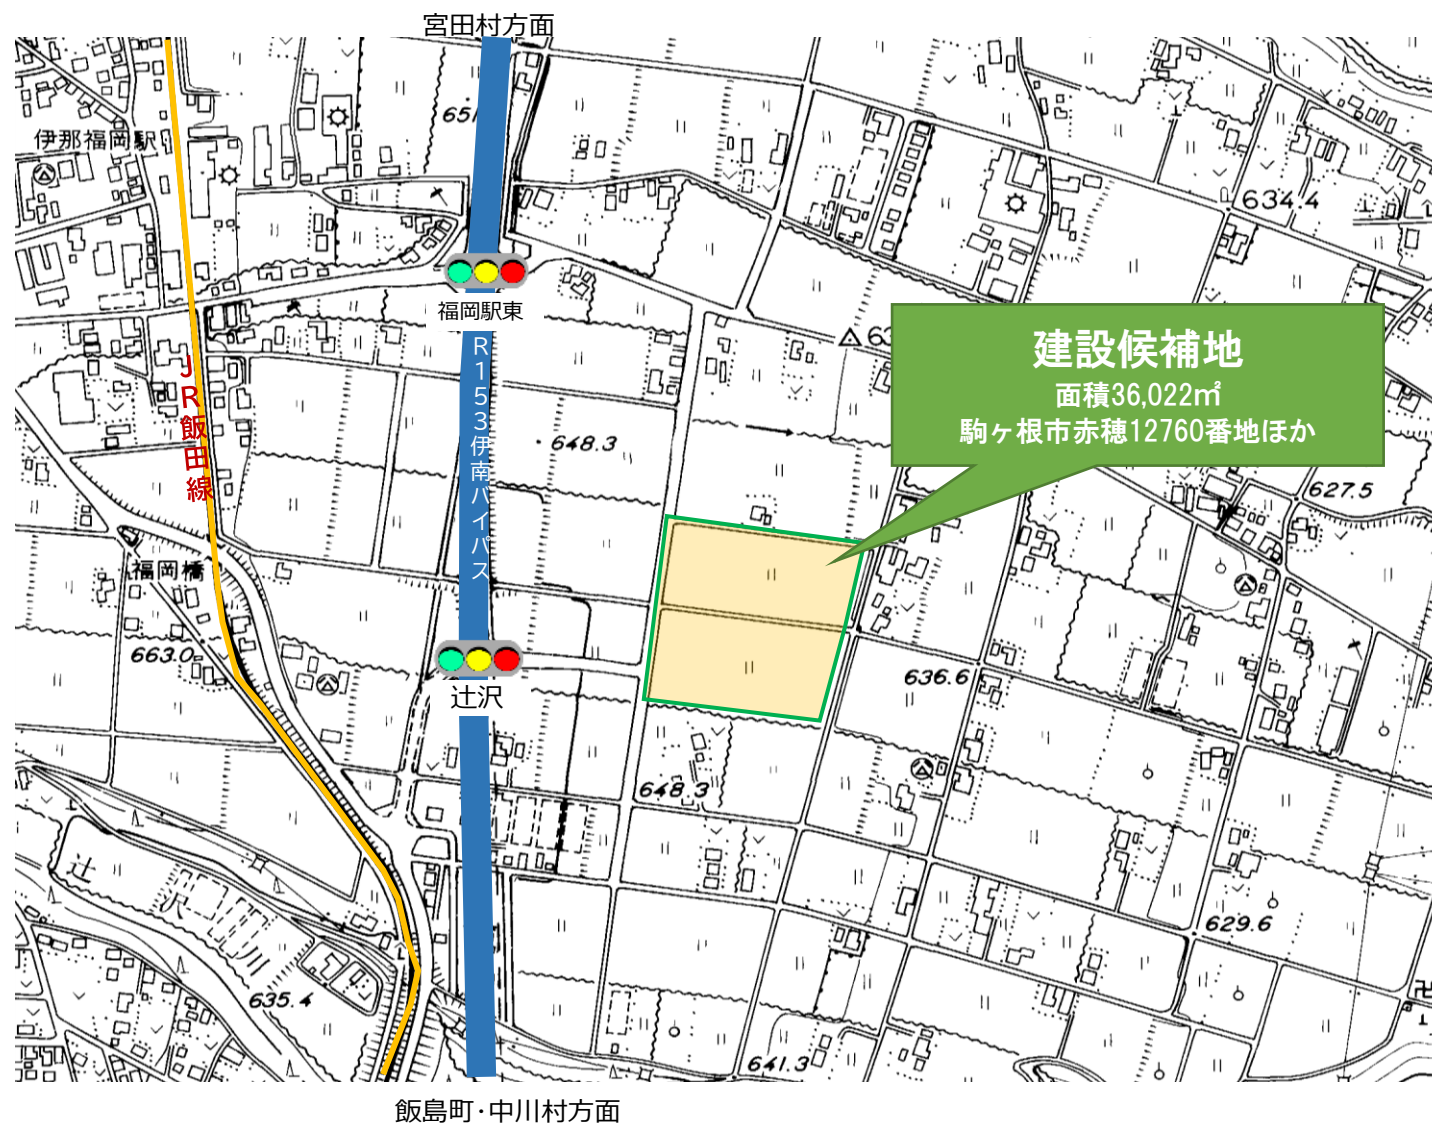 宮田村方面
651
伊那福岡駅
634.4
福岡駅東
JR飯田線
R153伊南バイパス
建設候補地
面積36,022㎡
駒ヶ根市赤穂12760番地ほか
648.3
627.5
福岡橋
663.0
辻沢
636.6
648.3
辻沢川
629.6
635.4
641.3
飯島町・中川村方面